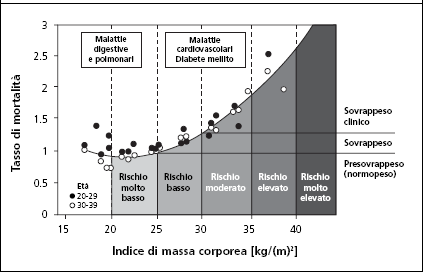 Malattie
digestive
e polmonari
Malattie
cardiovascolari
Diabete mellito
Tasso di mortalità
3
2.5
2
1.5
1
0.5
0
Sovrappeso
clinico
Sovrappeso
Presovrappeso
(normopeso)
Età
20-29
30-39
Rischio
molto
basso
Rischio
basso
Rischio
moderato
Rischio
elevato
Rischio
molto
elevato
15 20 25 30 35 40
Indice di massa corporea [kg/(m)²]